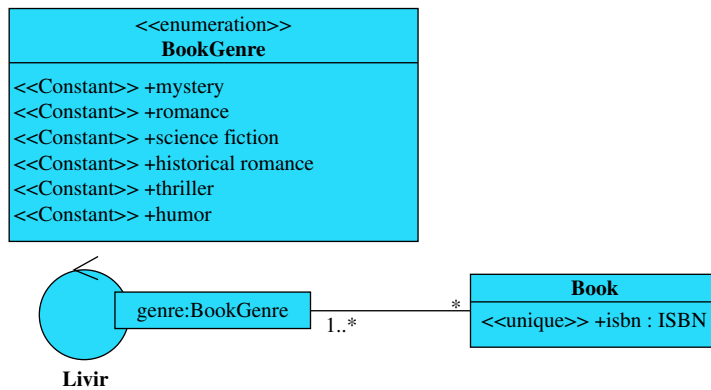 <<enumeration>>
BookGenre
<<Constant>> +mystery
<<Constant>> +romance
<<Constant>> +science fiction
<<Constant>> +historical romance
<<Constant>> +thriller
<<Constant>> +humor
genre:BookGenre
1..*
*
Book
<<unique>> +isbn : ISBN
Livir